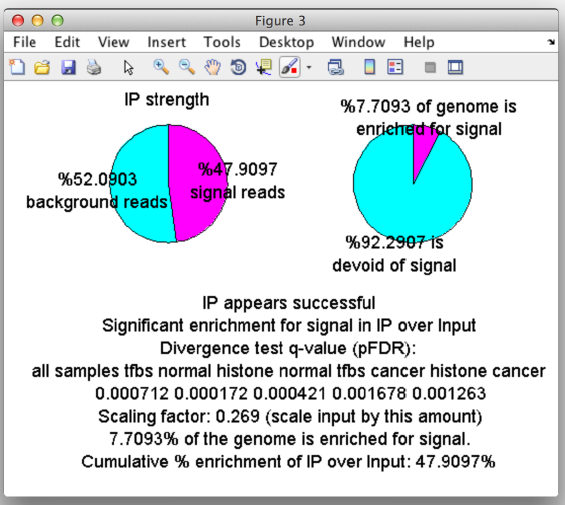 Figure 3
File Edit View Insert Tools Desktop Window Help
IP strength
%7.7093 of genome is
enriched for signal
%52.0903
background reads
%47.9097
signal reads
%92.2907 is
devoid of signal
IP appears successful
Significant enrichment for signal in IP over Input
Divergence test q-value (pFDR):
all samples tfbs normal histone normal tfbs cancer histone cancer
0.000712 0.000172 0.000421 0.001678 0.001263
Scaling factor: 0.269 (scale input by this amount)
7.7093% of the genome is enriched for signal.
Cumulative % enrichment of IP over Input: 47.9097%